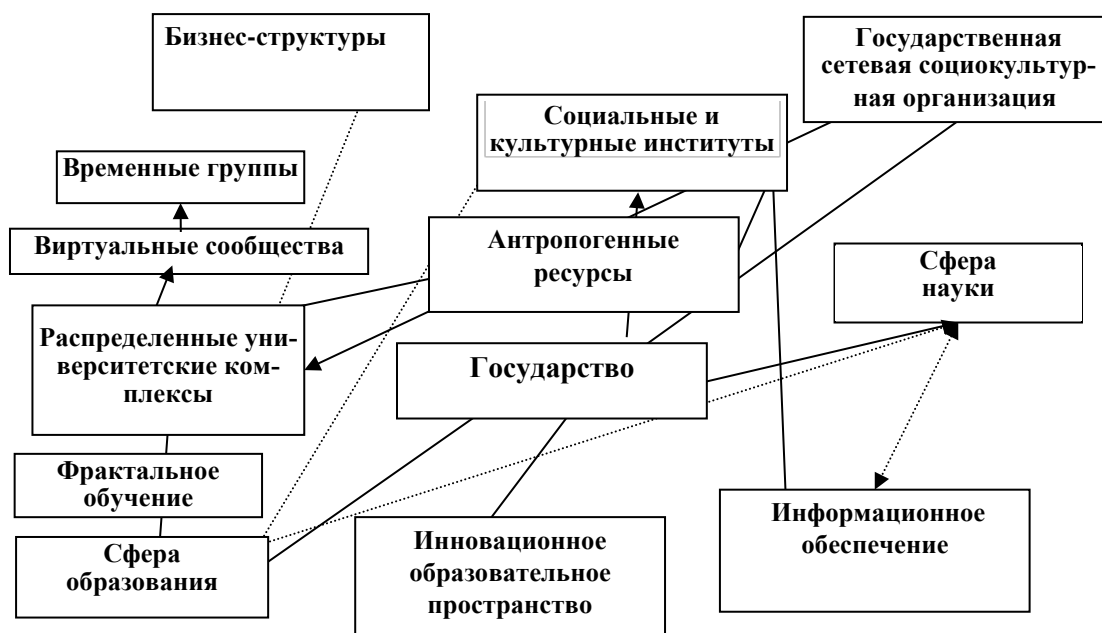 Бизнес-структуры
Государственная
сетевая социокультур-
ная организация
Социальные и
культурные институты
Временные группы
Виртуальные сообщества
Антропогенные
ресурсы
Сфера
науки
Распределенные уни-
верситетские ком-
плексы
Государство
Фрактальное
обучение
Информационное
обеспечение
Сфера
образования
Инновационное
образовательное
пространство